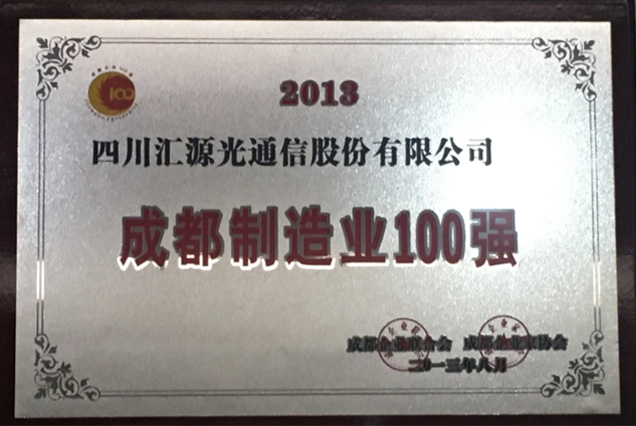 100
2013
四川汇源光通信股份有限公司
成都制造业100强
成都企业联合会 成都企业家协会
二〇一三年八月